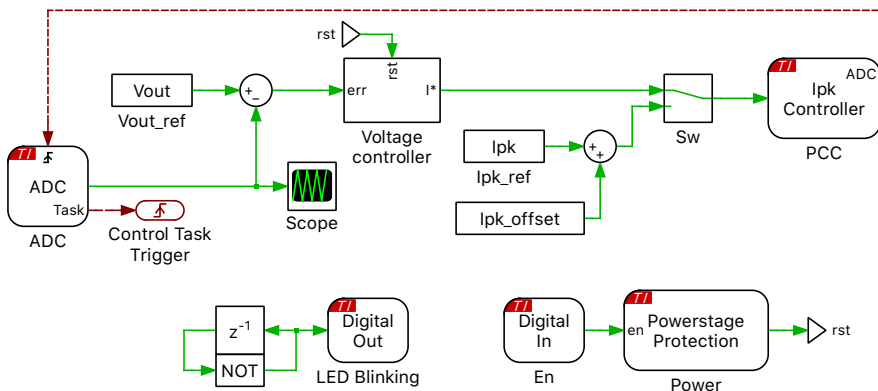 rst
TI
ADC
Ipk
Controller
PCC
Vout
Vout_ref
+
−
err
rst
I*
Voltage
controller
Sw
Ipk
Ipk_ref
+
+
Ipk_offset
TI
ADC
Task
ADC
Control Task
Trigger
Scope
z-1
NOT
TI
Digital
Out
LED Blinking
TI
Digital
In
En
TI
en
Powerstage
Protection
Power
rst